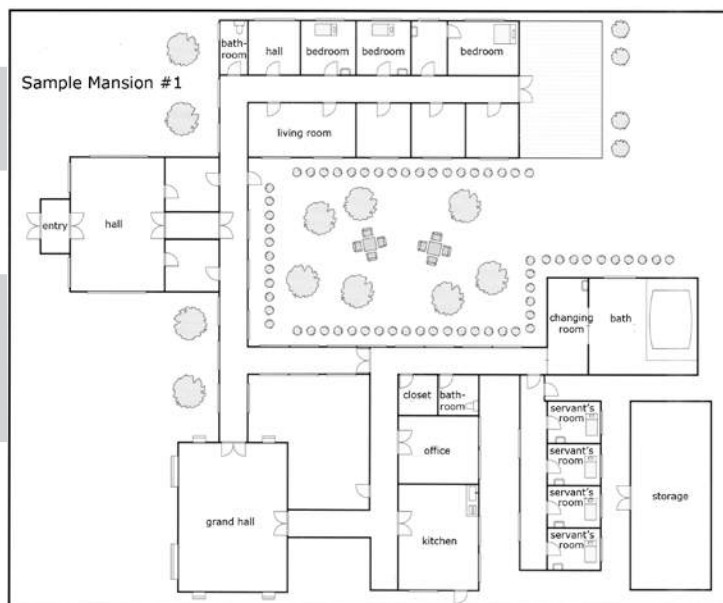 bath-
room
hall
bedroom
bedroom
bedroom
Sample Mansion #1
living room
entry
hall
changing
room
bath
closet
bath-
room
servant's
room
office
servant's
room
storage
servant's
room
grand hall
kitchen
servant's
room